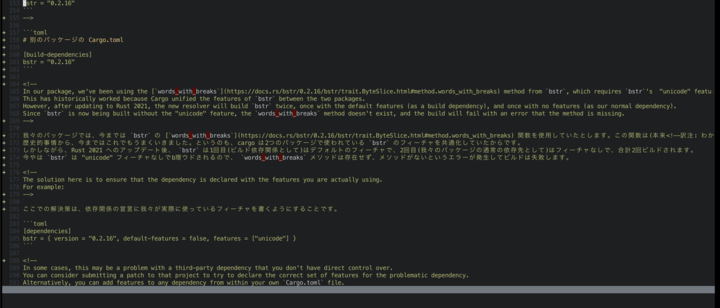 bstr = "0.2.16"
```
-->
```toml
# 別のパッケージの Cargo.toml
[build-dependencies]
bstr = "0.2.16"
```
<!--
In our package, we've been using the [`words_with_breaks`](https://docs.rs/bstr/0.2.16/bstr/trait.ByteSlice.html#method.words_with_breaks) method from `bstr`, which requires `bstr`'s "unicode" featu
This has historically worked because Cargo unified the features of `bstr` between the two packages.
However, after updating to Rust 2021, the new resolver will build `bstr` twice, once with the default features (as a build dependency), and once with no features (as our normal dependency).
Since `bstr` is now being built without the "unicode" feature, the `words_with_breaks` method doesn't exist, and the build will fail with an error that the method is missing.
-->
我々のパッケージでは、今までは `bstr` の [`words_with_breaks`](https://docs.rs/bstr/0.2.16/bstr/trait.ByteSlice.html#method.words_with_breaks) 関数を使用していたとします。この関数は(本来<!--訳注: わか
歴史的事情から、今まではこれでもうまくいきました。というのも、cargo は2つのパッケージで使われている `bstr` のフィーチャを共通化していたからです。
しかしながら、Rust 2021 へのアップデート後、 `bstr` は1回目(ビルド依存関係として)はデフォルトのフィーチャで、2回目(我々のパッケージの通常の依存先として)はフィーチャなしで、合計2回ビルドされます。
今や `bstr` は "unicode" フィーチャなしでビルドされるので、 `words_with_breaks` メソッドは存在せず、メソッドがないというエラーが発生してビルドは失敗します。
<!--
The solution here is to ensure that the dependency is declared with the features you are actually using.
For example:
-->
ここでの解決策は、依存関係の宣言に我々が実際に使っているフィーチャを書くようにすることです。
```toml
[dependencies]
bstr = { version = "0.2.16", default-features = false, features = ["unicode"] }
```
<!--
In some cases, this may be a problem with a third-party dependency that you don't have direct control over.
You can consider submitting a patch to that project to try to declare the correct set of features for the problematic dependency.
Alternatively, you can add features to any dependency from within your own `Cargo.toml` file.